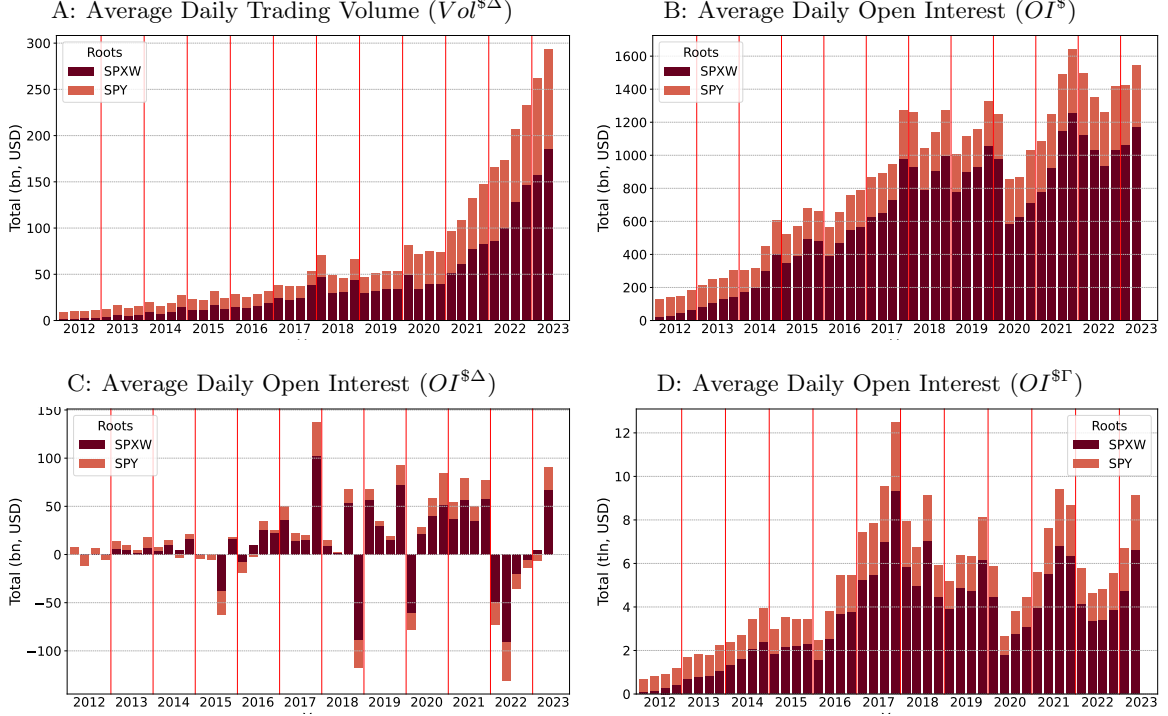 A: Average Daily Trading Volume (Vol^{$Δ})
Total (bn, USD)
300
250
200
150
100
50
0
Roots
SPXW
SPY
2012 2013 2014 2015 2016 2017 2018 2019 2020 2021 2022 2023
B: Average Daily Open Interest (OI^{$})
Total (bn, USD)
1600
1400
1200
1000
800
600
400
200
0
Roots
SPXW
SPY
2012 2013 2014 2015 2016 2017 2018 2019 2020 2021 2022 2023
C: Average Daily Open Interest (OI^{$Δ})
Total (bn, USD)
150
100
50
0
−50
−100
Roots
SPXW
SPY
2012 2013 2014 2015 2016 2017 2018 2019 2020 2021 2022 2023
D: Average Daily Open Interest (OI^{$Γ})
Total (tln, USD)
12
10
8
6
4
2
0
Roots
SPXW
SPY
2012 2013 2014 2015 2016 2017 2018 2019 2020 2021 2022 2023